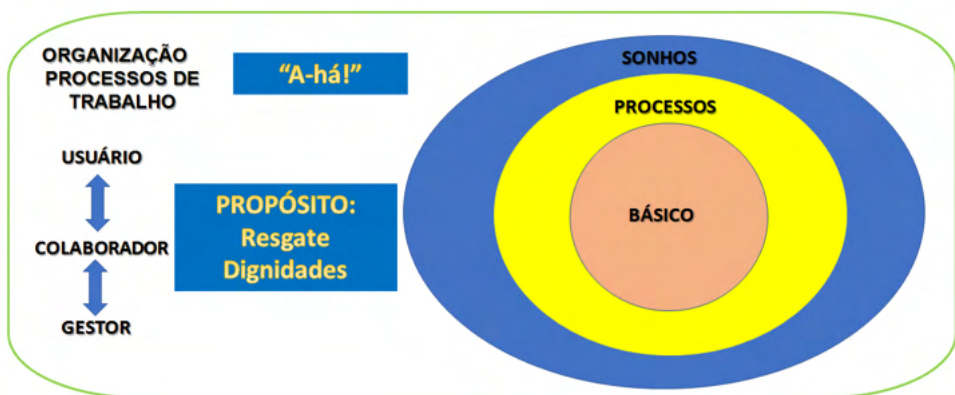 ORGANIZAÇÃO
PROCESSOS DE
TRABALHO
"A-há!"
USUÁRIO
COLABORADOR
GESTOR
PROPÓSITO:
Resgate
Dignidades
SONHOS
PROCESSOS
BÁSICO